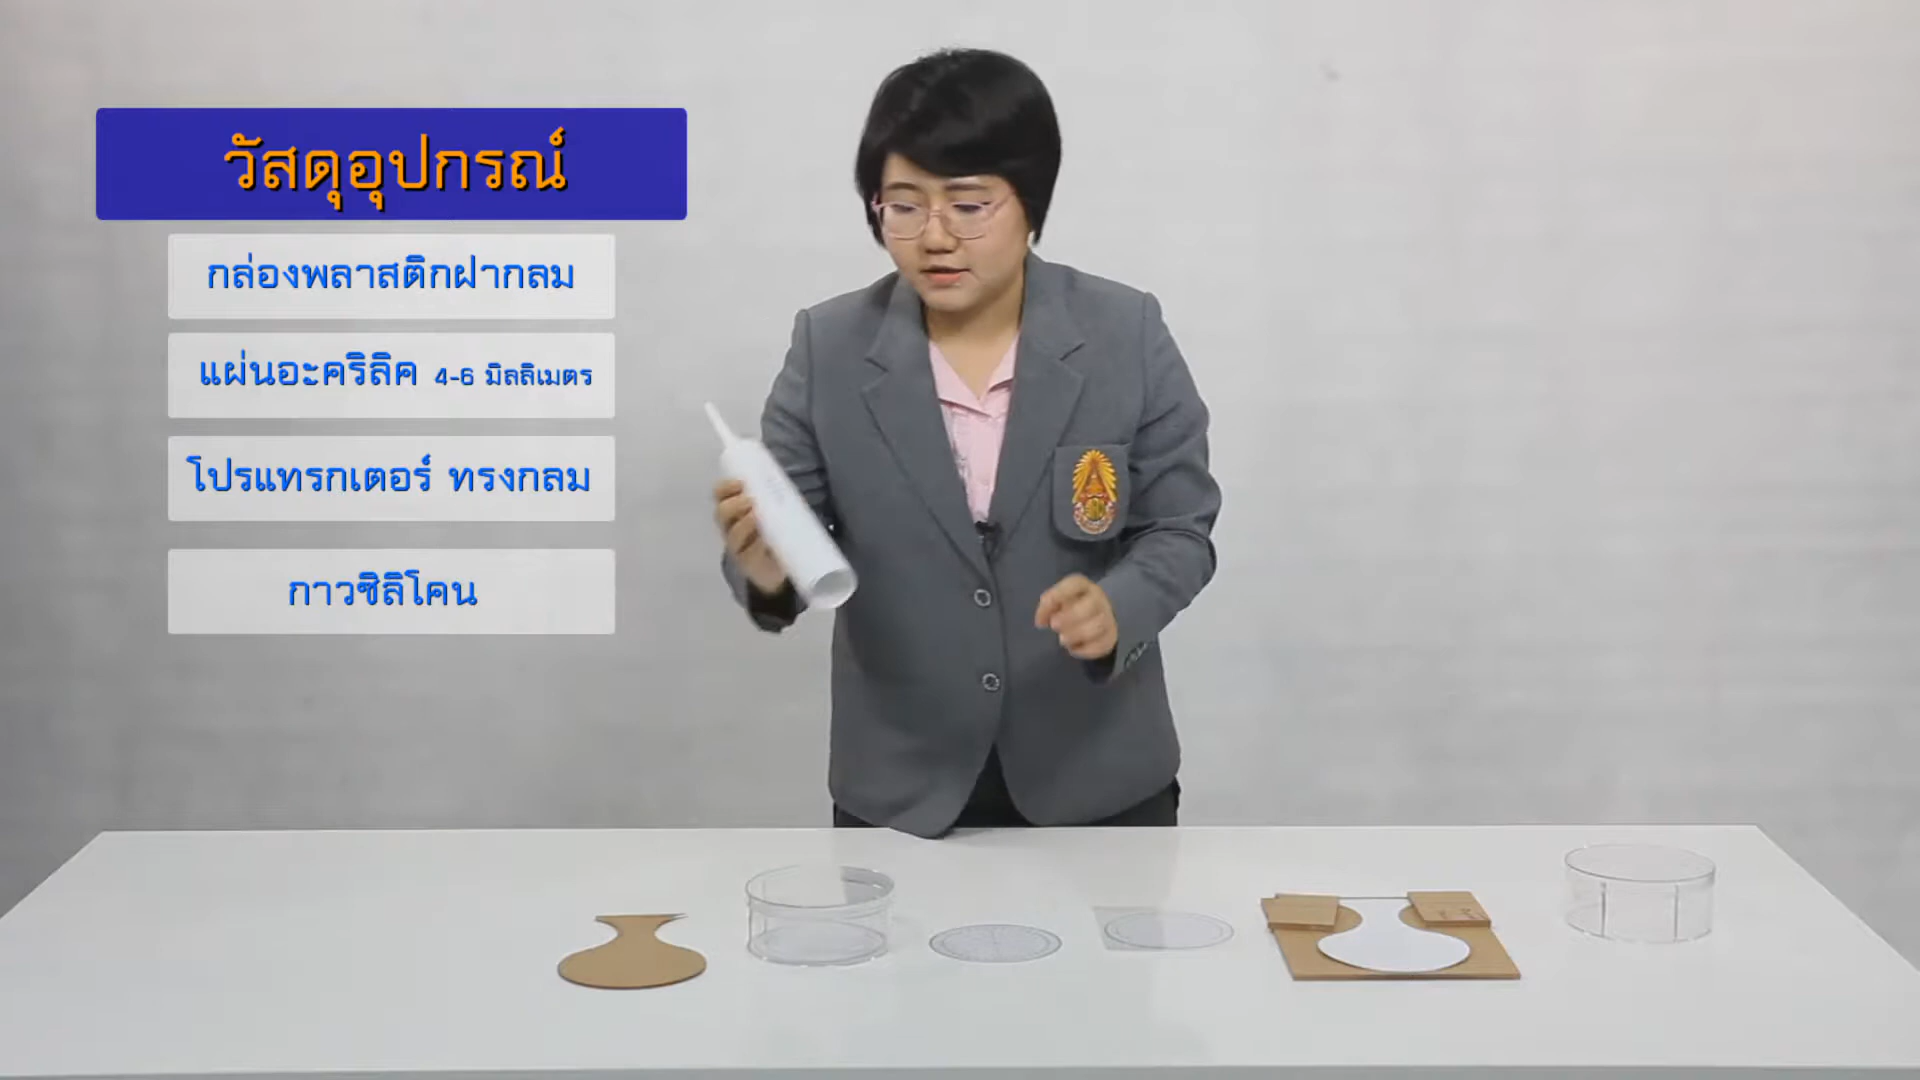 วัสดุอุปกรณ์
กล่องพลาสติกฝากลม
แผ่นอะคริลิค 4-6 มิลลิเมตร
โปรแทรกเตอร์ ทรงกลม
กาวซิลิโคน